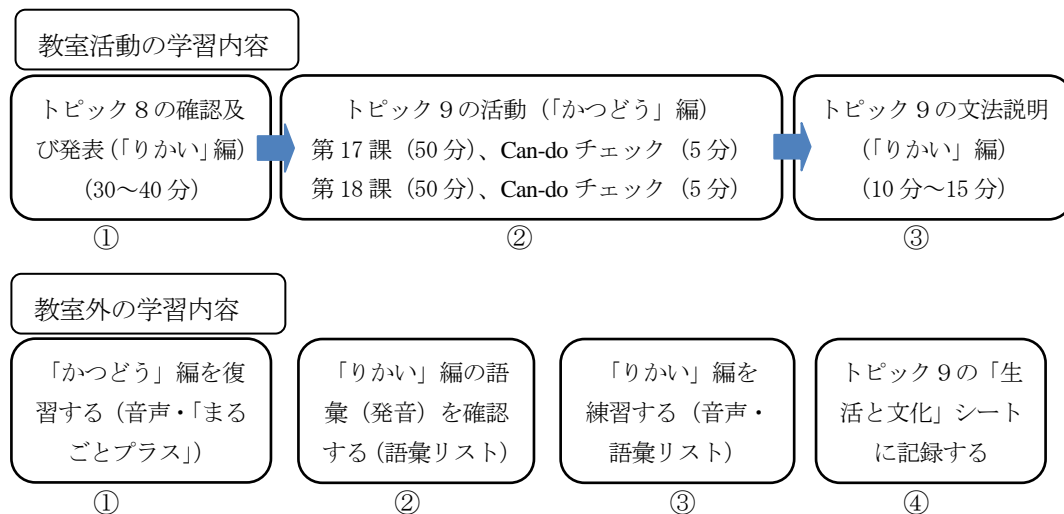 教室活動の学習内容
トピック８の確認及
び発表(「りかい」編)
(30～40 分)
①
トピック９の活動（「かつどう」編）
第 17 課（50 分）、Can-do チェック（5 分）
第 18 課（50 分）、Can-do チェック（5 分）
②
トピック９の文法説明
（「りかい」編）
(10 分～15 分)
③
教室外の学習内容
「かつどう」編を復
習する（音声・「まる
ごとプラス」）
①
「りかい」編の語
彙（発音）を確認
する（語彙リスト）
②
「りかい」編を
練習する（音声・
語彙リスト）
③
トピック９の「生
活と文化」シート
に記録する
④